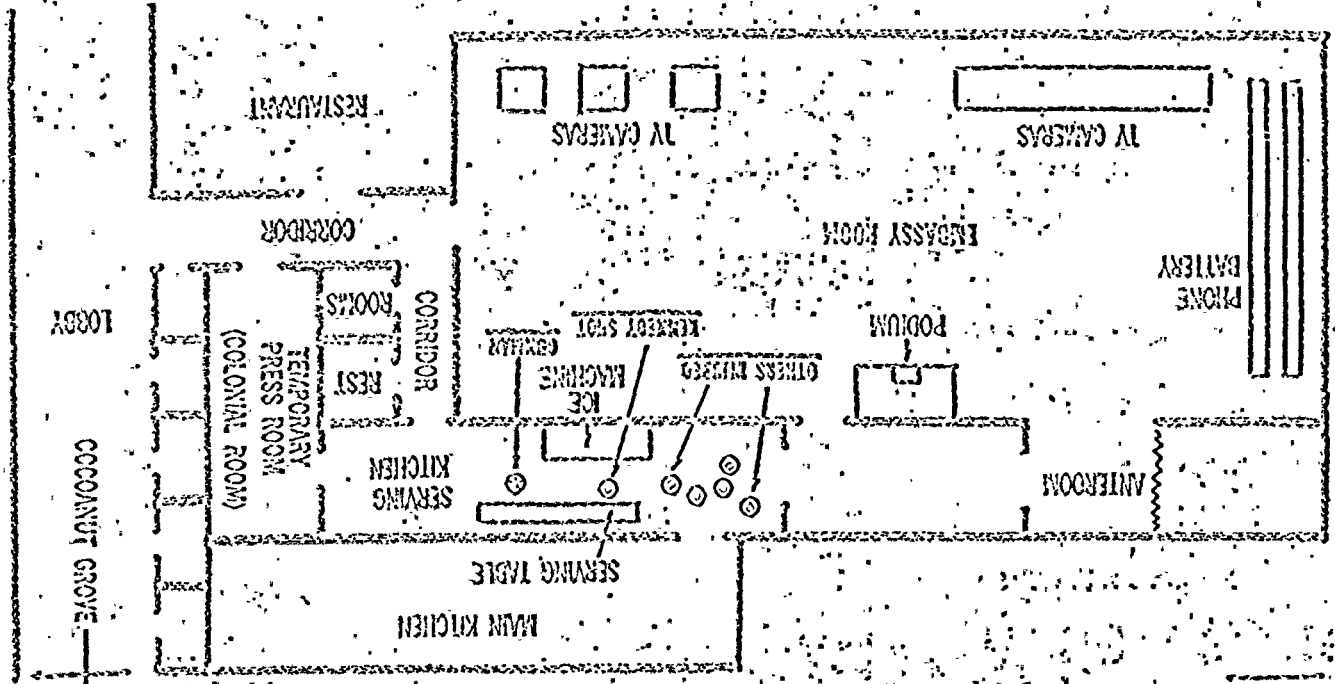 MAIN KITCHEN
SERVING TABLE
COCOANUT GROVE
ANTEROOM
SERVING
KITCHEN
ICE
MACHINE
OTHERS INJURED
KENNEDY SHOT
GUNMAN
PODIUM
REST
ROOMS
TEMPORARY
PRESS ROOM
(COLONIAL ROOM)
CORRIDOR
LOBBY
PHONE
BATTERY
EMBASSY ROOM
CORRIDOR
TV CAMERAS
TV CAMERAS
RESTAURANT